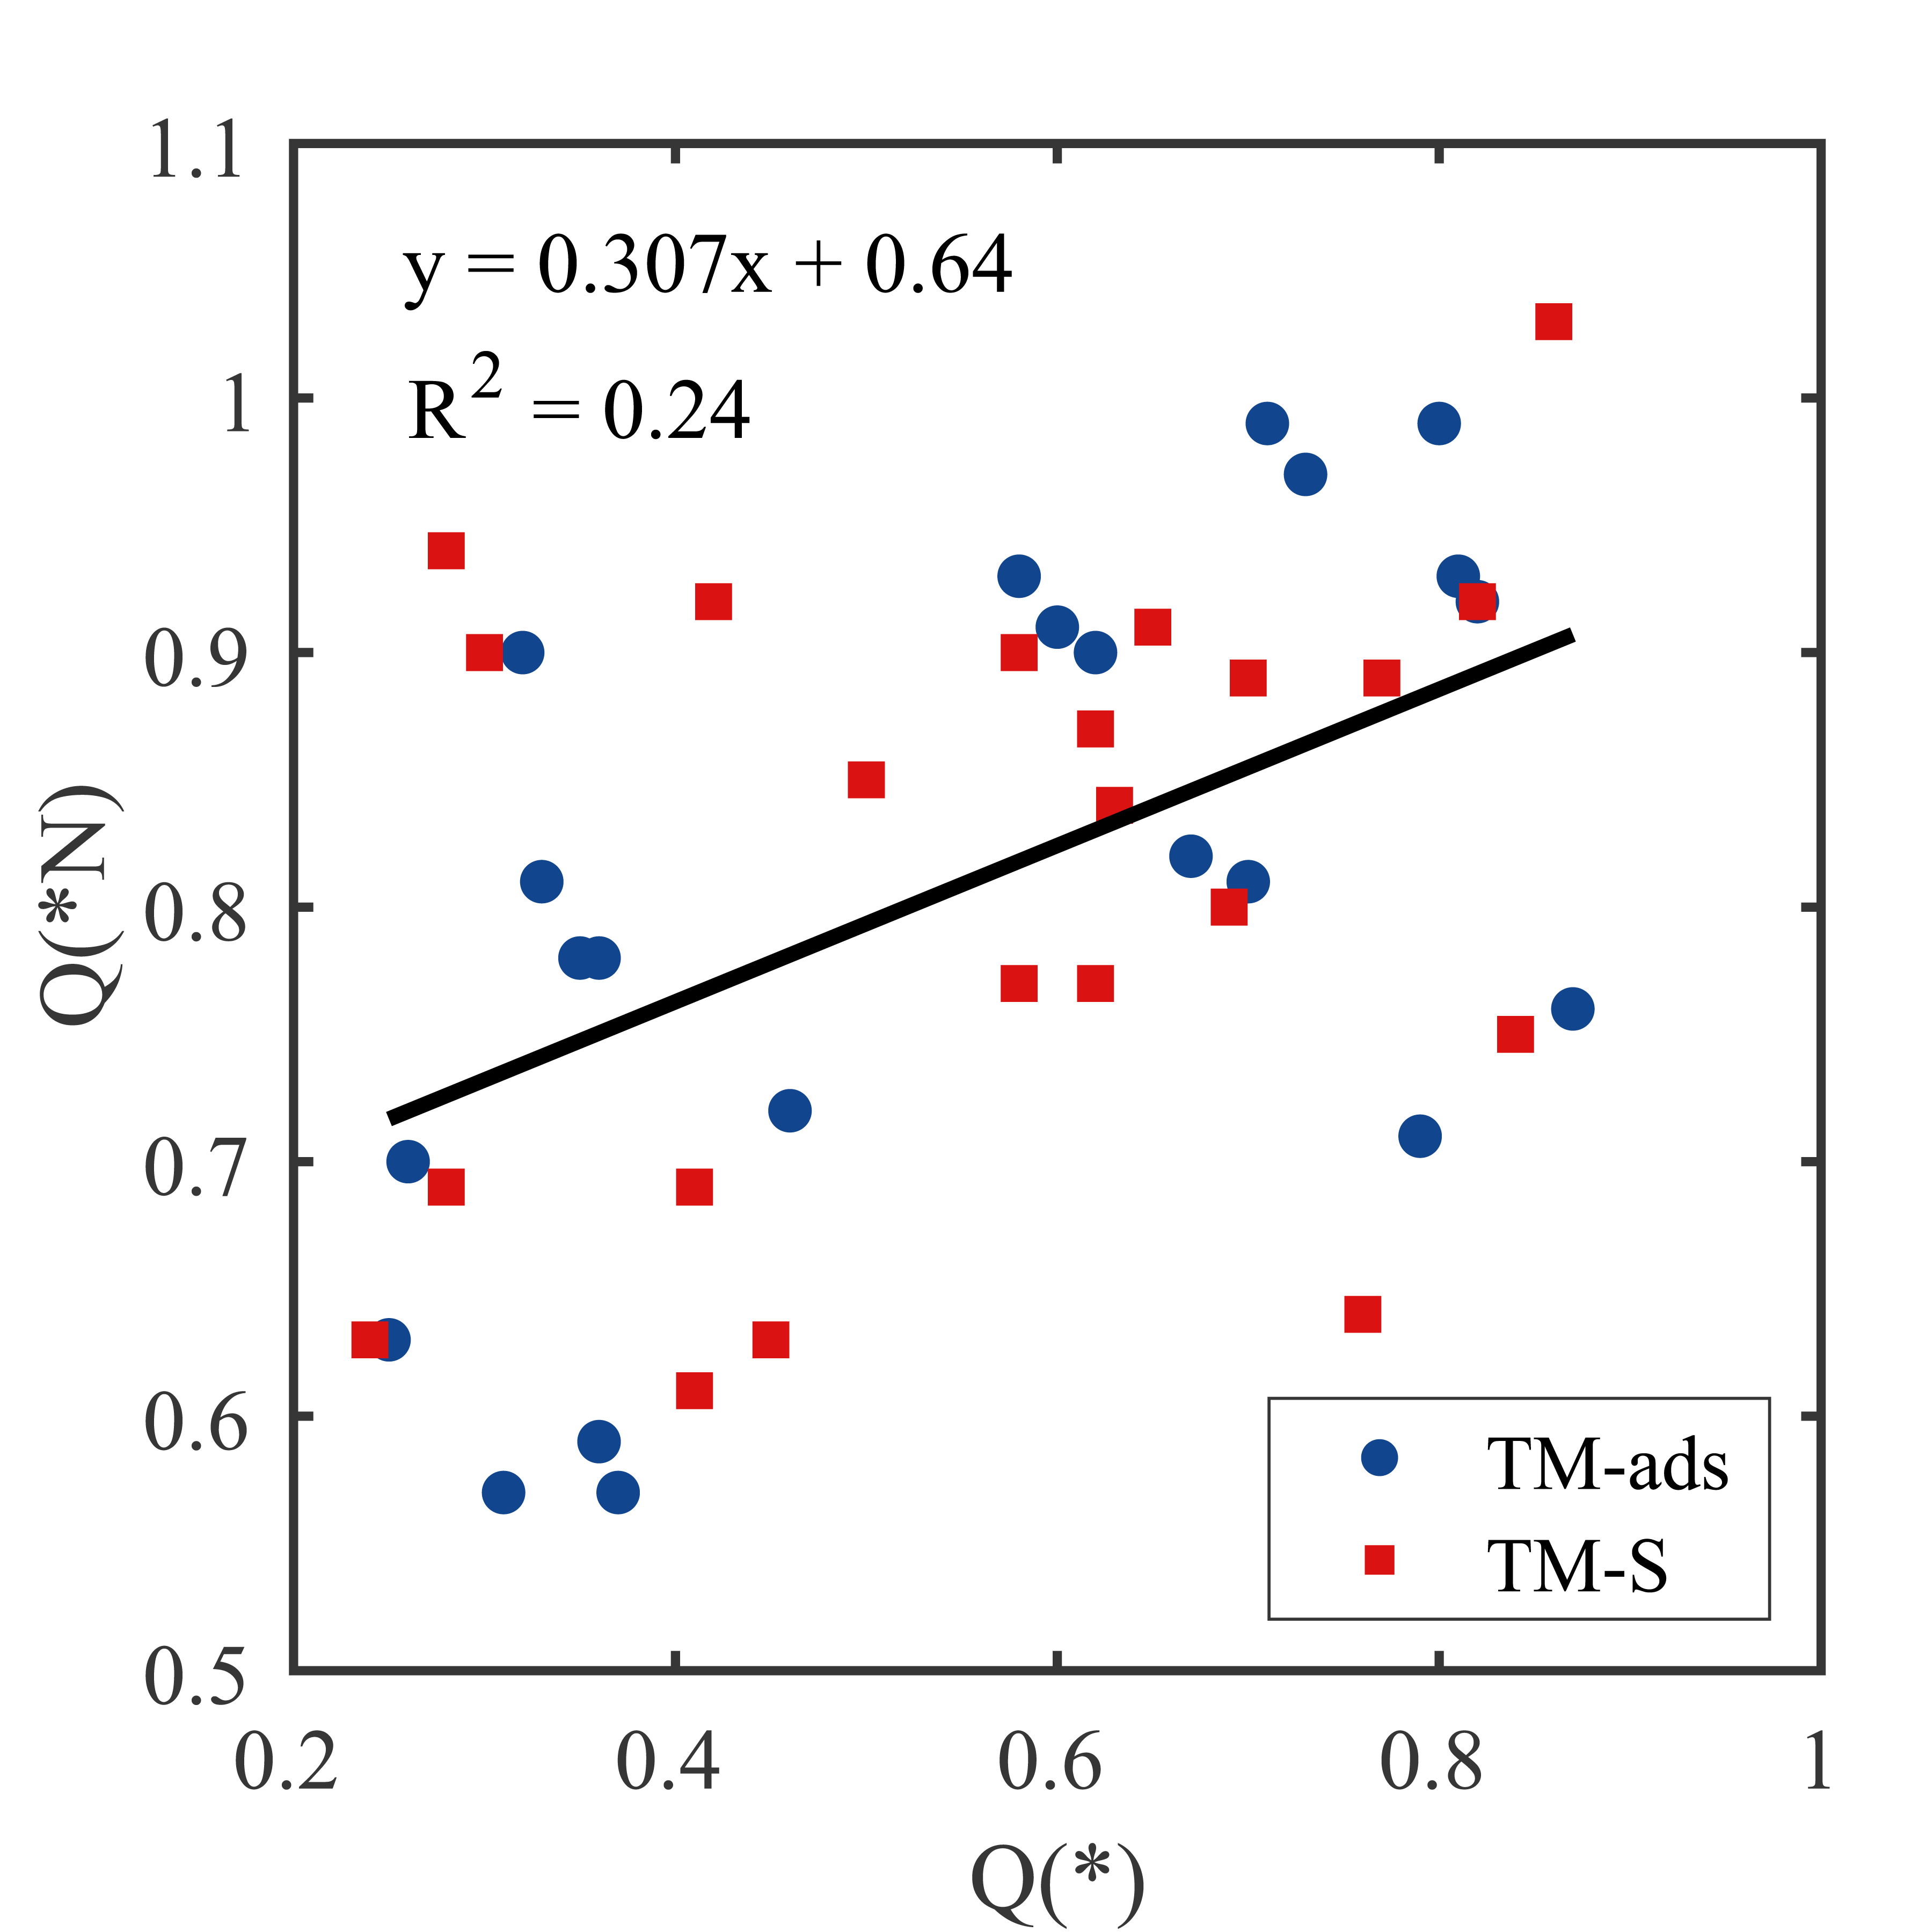 y = 0.307x + 0.64
R² = 0.24
1.1
1
0.9
0.8
0.7
0.6
0.5
Q(*N)
TM-ads
TM-S
0.2 0.4 0.6 0.8 1
Q(*)